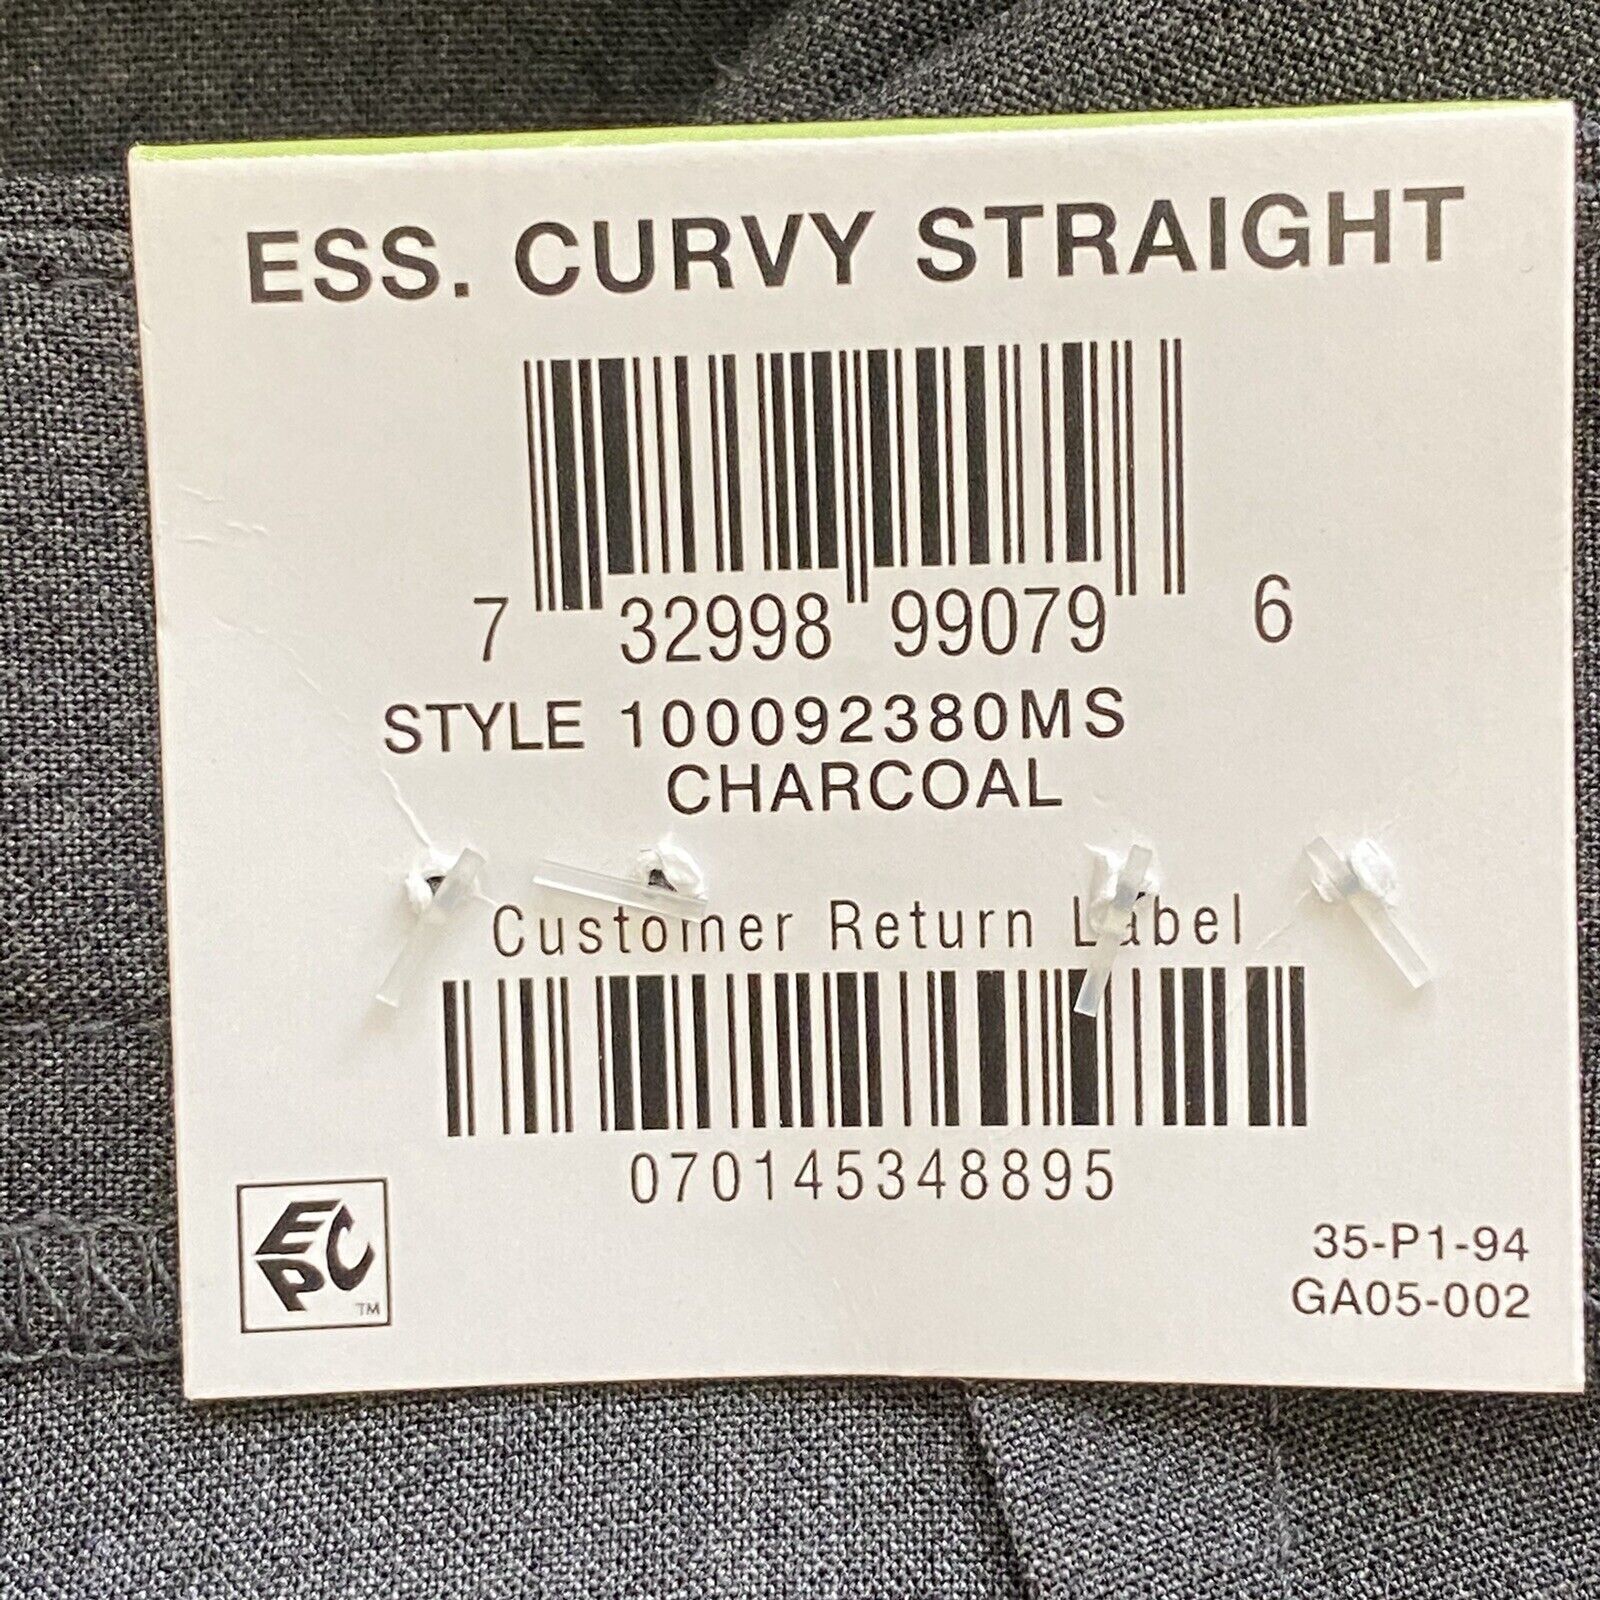 ESS. CURVY STRAIGHT
7 32998 99079 6
STYLE 100092380MS
CHARCOAL
Customer Return Label
070145348895
EPC TM
35-P1-94
GA05-002